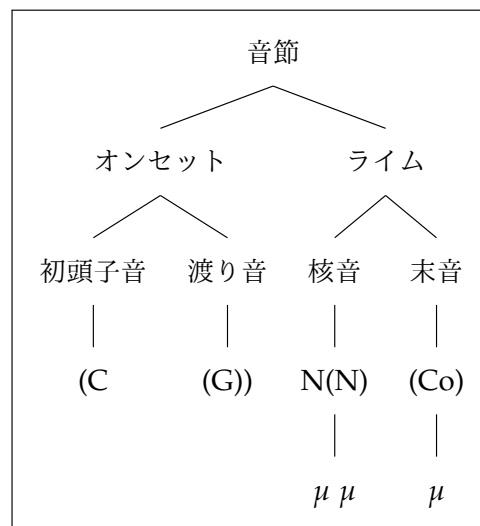 音節
オンセット ライム
初頭子音 渡り音 核音 末音
(C (G)) N(N) (Co)
μ μ μ